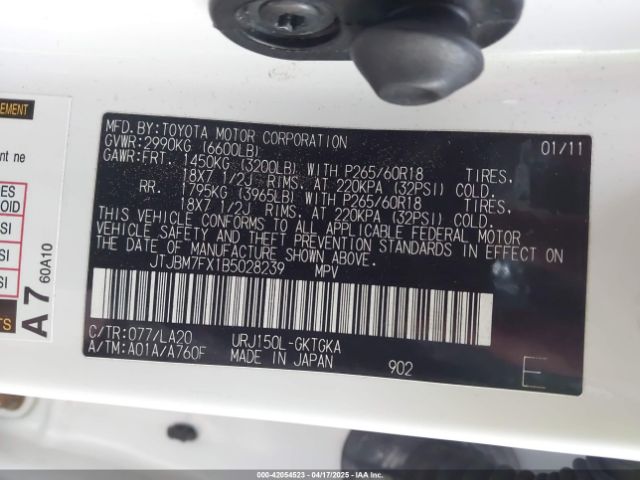 MFD.BY:TOYOTA MOTOR CORPORATION 01/11
GVWR:2990KG (6600LB)
GAWR:FRT. 1450KG (3200LB) WITH P265/60R18 TIRES,
18X7 1/2J RIMS, AT 220KPA (32PSI) COLD.
RR. 1795KG (3965LB) WITH P265/60R18 TIRES,
18X7 1/2J RIMS, AT 220KPA (32PSI) COLD.
THIS VEHICLE CONFORMS TO ALL APPLICABLE FEDERAL MOTOR
VEHICLE SAFETY AND THEFT PREVENTION STANDARDS IN EFFECT ON
THE DATE OF MANUFACTURE SHOWN ABOVE.
JTJBM7FX1B5028239 MPV
C/TR:077/LA20 URJ150L-GKTGKA
A/TM:A01A/A760F MADE IN JAPAN 902 E
EMENT
nt ne
ES
OID
SI
SI
TS
A 7 60A10
000-42054523 - 04/17/2025 - IAA Inc.